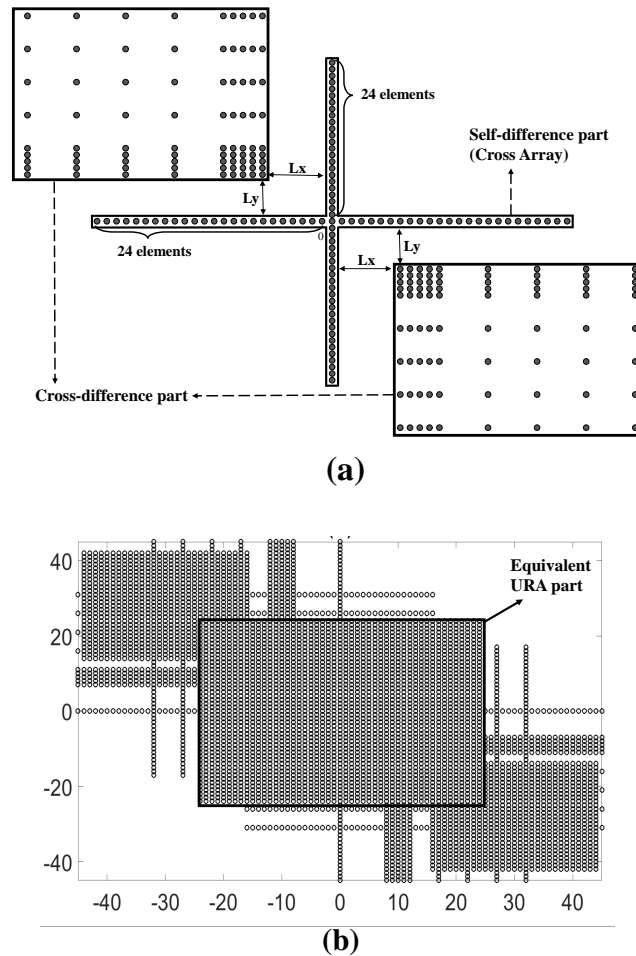 24 elements
Self-difference part
(Cross Array)
Lx
Ly
0
24 elements
Lx
Ly
Cross-difference part
(a)
Equivalent
URA part
40
20
0
-20
-40
-40 -30 -20 -10 0 10 20 30 40
(b)